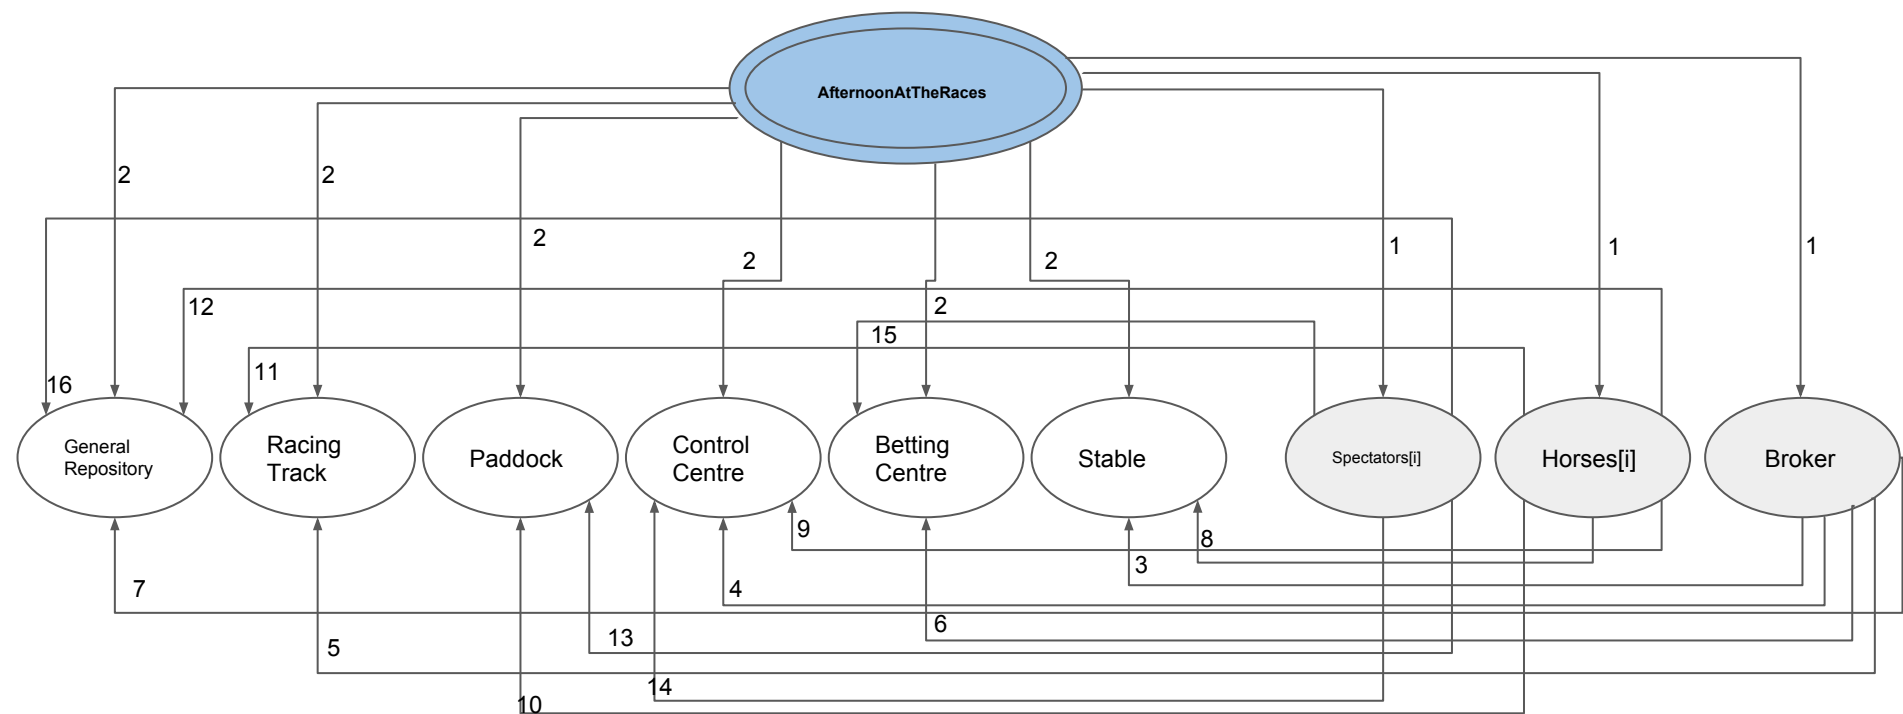 AfternoonAtTheRaces
2
2
2
2
2
2
1
1
1
12
15
11
16
General
Repository
Racing
Track
Paddock
Control
Centre
Betting
Centre
Stable
Spectators[i]
Horses[i]
Broker
9
8
3
7
4
6
13
5
14
10